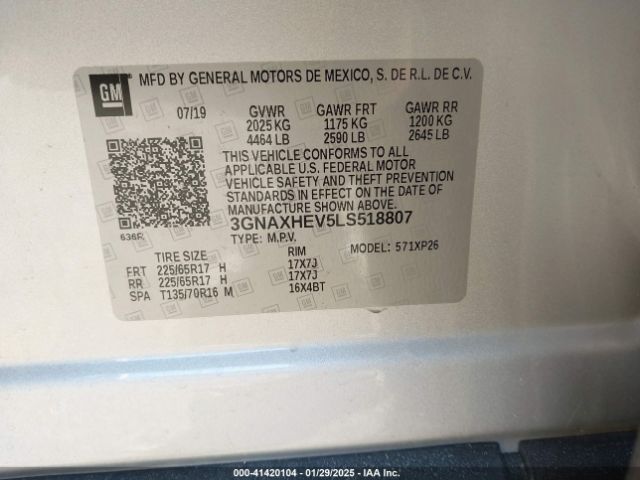 GM MFD BY GENERAL MOTORS DE MEXICO, S. DE R.L. DE C.V.
07/19 GVWR GAWR FRT GAWR RR
2025 KG 1175 KG 1200 KG
4464 LB 2590 LB 2645 LB
THIS VEHICLE CONFORMS TO ALL
APPLICABLE U.S. FEDERAL MOTOR
VEHICLE SAFETY AND THEFT PREVENTION
STANDARDS IN EFFECT ON THE DATE OF
MANUFACTURE SHOWN ABOVE.
3GNAXHEV5LS518807
636R TYPE: M.P.V. MODEL: 571XP26
TIRE SIZE RIM
FRT 225/65R17 H 17X7J
RR 225/65R17 H 17X7J
SPA T135/70R16 M 16X4BT
000-41420104 - 01/29/2025 - IAA Inc.